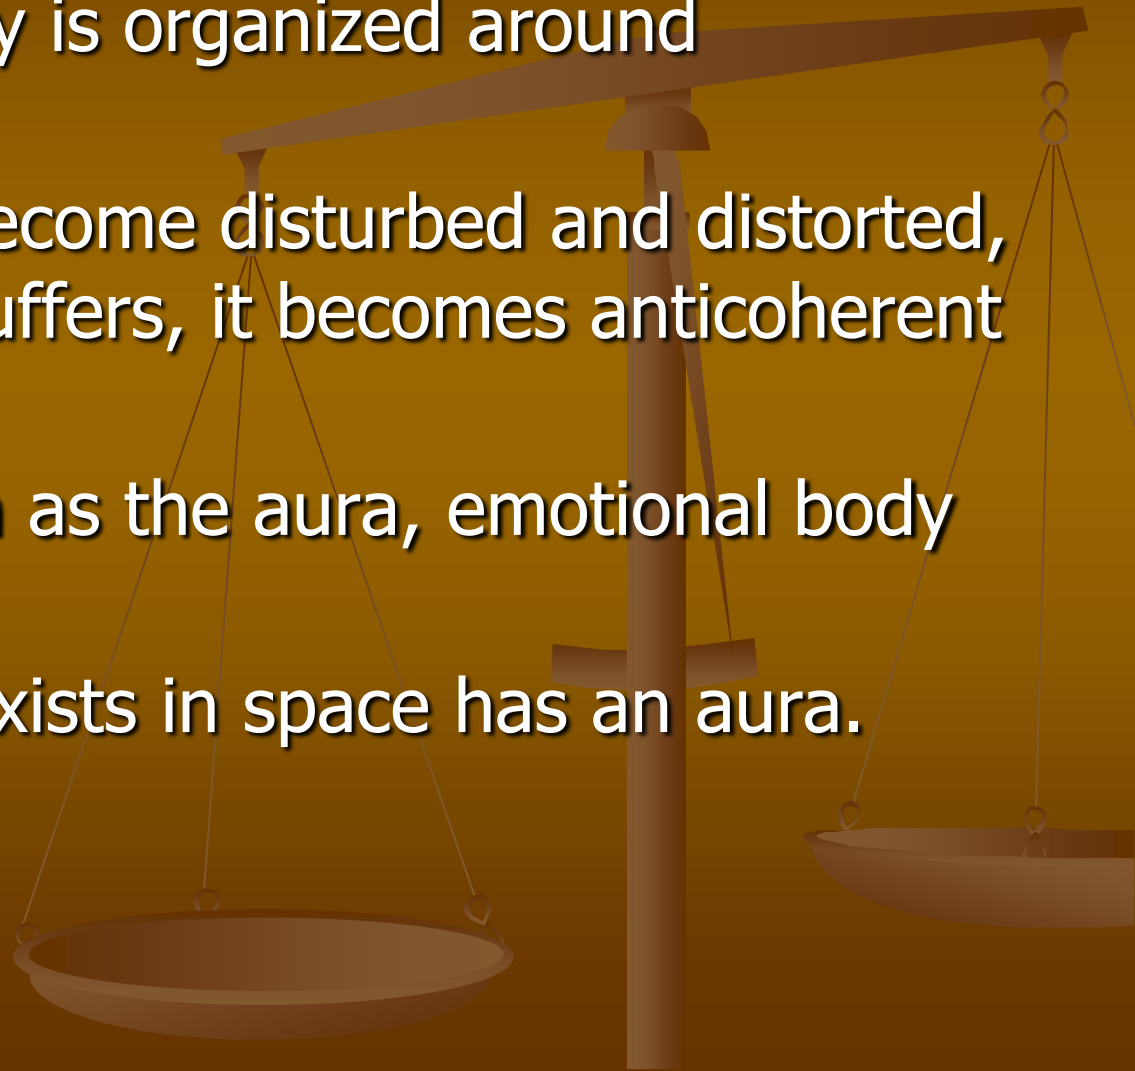 y is organized around
ecome disturbed and distorted,
uffers, it becomes anticoherent
as the aura, emotional body
xists in space has an aura.